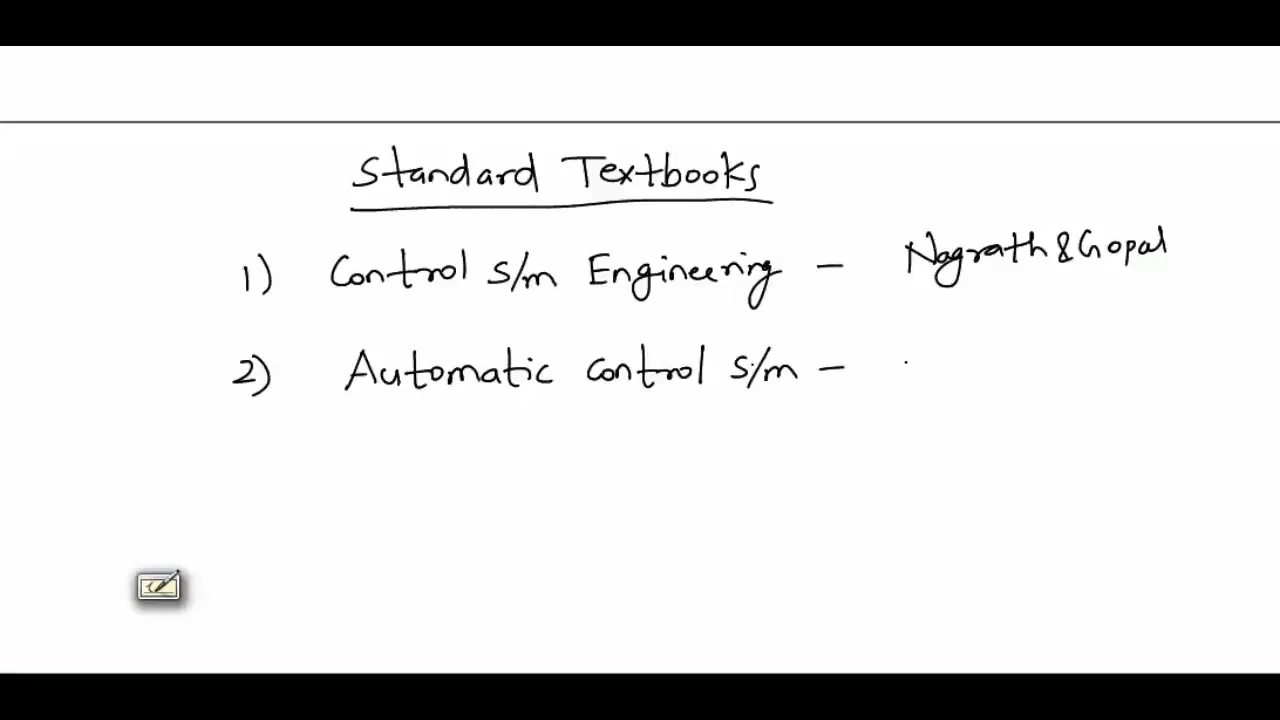 Standard Textbooks
1) Control s/m Engineering - Nagrath & Gopal
2) Automatic control s/m -